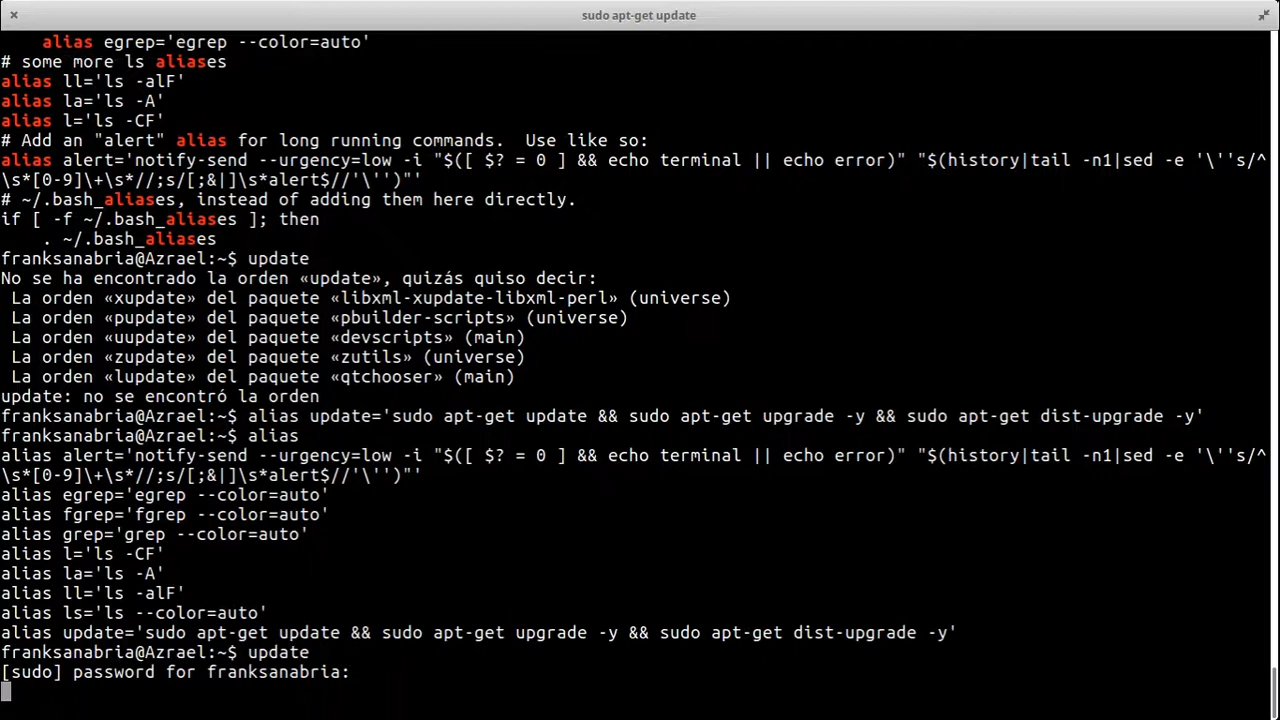 sudo apt-get update
    alias egrep='egrep --color=auto'
# some more ls aliases
alias ll='ls -alF'
alias la='ls -A'
alias l='ls -CF'
# Add an "alert" alias for long running commands.  Use like so:
alias alert='notify-send --urgency=low -i "$([ $? = 0 ] && echo terminal || echo error)" "$(history|tail -n1|sed -e '\''s/^
\s*[0-9]\+\s*//;s/[;&|]\s*alert$//'\'')"'
# ~/.bash_aliases, instead of adding them here directly.
if [ -f ~/.bash_aliases ]; then
    . ~/.bash_aliases
franksanabria@Azrael:~$ update
No se ha encontrado la orden «update», quizás quiso decir:
 La orden «xupdate» del paquete «libxml-xupdate-libxml-perl» (universe)
 La orden «pupdate» del paquete «pbuilder-scripts» (universe)
 La orden «uupdate» del paquete «devscripts» (main)
 La orden «zupdate» del paquete «zutils» (universe)
 La orden «lupdate» del paquete «qtchooser» (main)
update: no se encontró la orden
franksanabria@Azrael:~$ alias update='sudo apt-get update && sudo apt-get upgrade -y && sudo apt-get dist-upgrade -y'
franksanabria@Azrael:~$ alias
alias alert='notify-send --urgency=low -i "$([ $? = 0 ] && echo terminal || echo error)" "$(history|tail -n1|sed -e '\''s/^
\s*[0-9]\+\s*//;s/[;&|]\s*alert$//'\'')"'
alias egrep='egrep --color=auto'
alias fgrep='fgrep --color=auto'
alias grep='grep --color=auto'
alias l='ls -CF'
alias la='ls -A'
alias ll='ls -alF'
alias ls='ls --color=auto'
alias update='sudo apt-get update && sudo apt-get upgrade -y && sudo apt-get dist-upgrade -y'
franksanabria@Azrael:~$ update
[sudo] password for franksanabria: